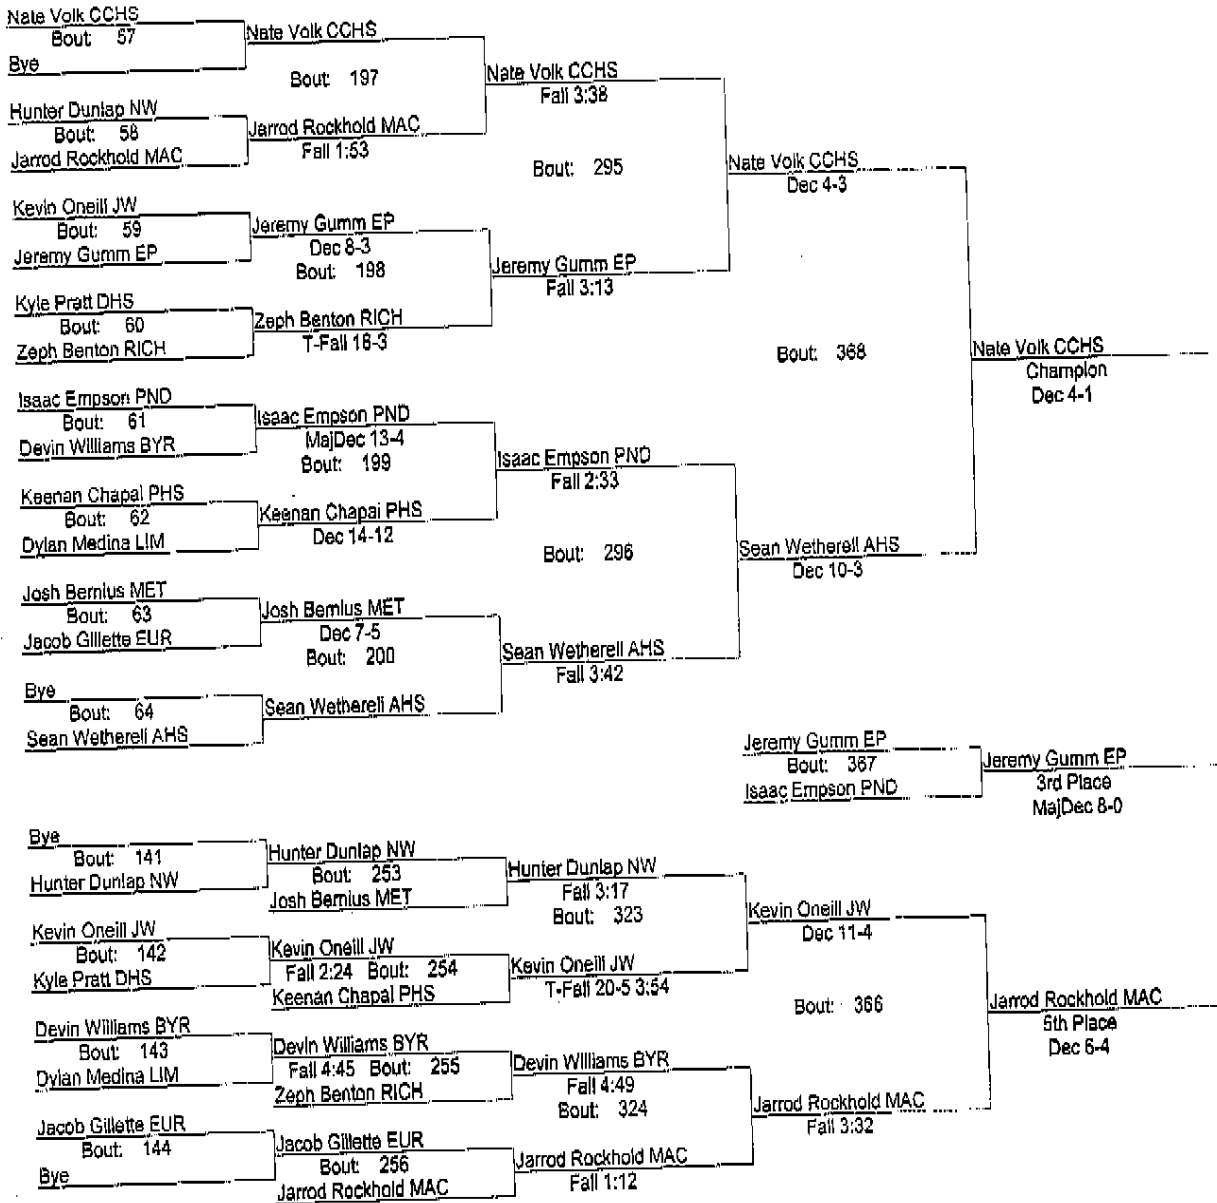 Nate Volk CCHS
Bout: 57
Bye
Nate Volk CCHS
Bout: 197
Hunter Dunlap NW
Bout: 58
Jarrod Rockhold MAC
Jarrod Rockhold MAC
Fall 1:53
Nate Volk CCHS
Fall 3:38
Bout: 295
Kevin Oneill JW
Bout: 59
Jeremy Gumm EP
Jeremy Gumm EP
Dec 8-3
Bout: 198
Kyle Pratt DHS
Bout: 60
Zeph Benton RICH
Zeph Benton RICH
T-Fall 16-3
Jeremy Gumm EP
Fall 3:13
Nate Volk CCHS
Dec 4-3
Bout: 368
Nate Volk CCHS
Champion
Dec 4-1
Isaac Empson PND
Bout: 61
Devin Williams BYR
Isaac Empson PND
MajDec 13-4
Bout: 199
Keenan Chapal PHS
Bout: 62
Dylan Medina LIM
Keenan Chapal PHS
Dec 14-12
Isaac Empson PND
Fall 2:33
Bout: 296
Josh Bernius MET
Bout: 63
Jacob Gillette EUR
Josh Bernius MET
Dec 7-5
Bout: 200
Bye
Bout: 64
Sean Wetherell AHS
Sean Wetherell AHS
Sean Wetherell AHS
Fall 3:42
Sean Wetherell AHS
Dec 10-3
Jeremy Gumm EP
Bout: 367
Isaac Empson PND
Jeremy Gumm EP
3rd Place
MajDec 8-0
Bye
Bout: 141
Hunter Dunlap NW
Hunter Dunlap NW
Bout: 253
Josh Bernius MET
Hunter Dunlap NW
Fall 3:17
Bout: 323
Kevin Oneill JW
Bout: 142
Kyle Pratt DHS
Kevin Oneill JW
Fall 2:24 Bout: 254
Keenan Chapal PHS
Kevin Oneill JW
T-Fall 20-5 3:54
Kevin Oneill JW
Dec 11-4
Bout: 366
Jarrod Rockhold MAC
5th Place
Dec 6-4
Devin Williams BYR
Bout: 143
Dylan Medina LIM
Devin Williams BYR
Fall 4:45 Bout: 255
Zeph Benton RICH
Devin Williams BYR
Fall 4:49
Bout: 324
Jacob Gillette EUR
Bout: 144
Bye
Jacob Gillette EUR
Bout: 256
Jarrod Rockhold MAC
Jarrod Rockhold MAC
Fall 1:12
Jarrod Rockhold MAC
Fall 3:32